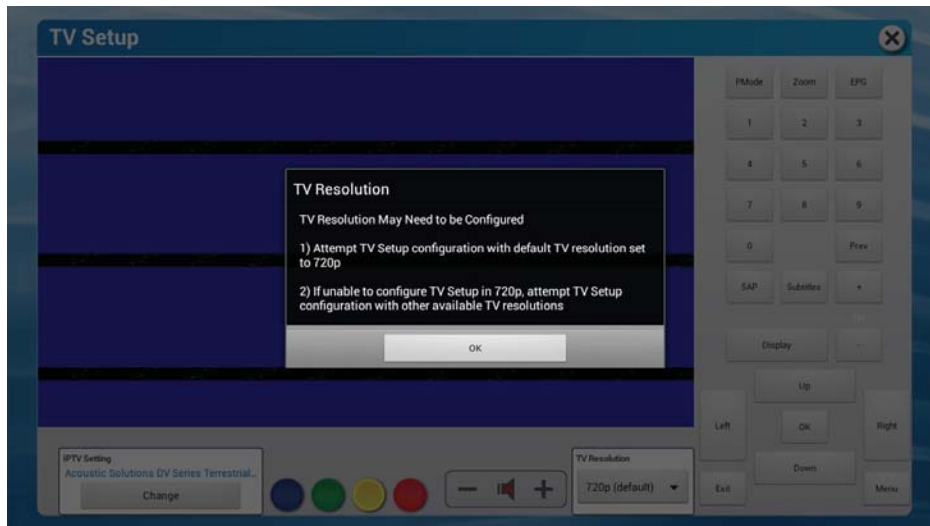 TV Setup
PMode Zoom EPG
1 2 3
4 5 6
TV Resolution
TV Resolution May Need to be Configured
7 8 9
1) Attempt TV Setup configuration with default TV resolution set
to 720p
0 Prev
2) If unable to configure TV Setup in 720p, attempt TV Setup
configuration with other available TV resolutions
SAP Subtitles +
OK
Display -
Up
Left OK Right
IPTV Setting
Acoustic Solutions DV Series Terrestrial...
Change
- +
TV Resolution
720p (default)
Down
Exit Menu